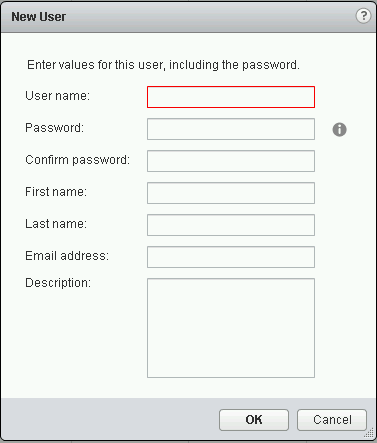 New User
?
Enter values for this user, including the password.
User name:
Password:
i
Confirm password:
First name:
Last name:
Email address:
Description:
OK Cancel